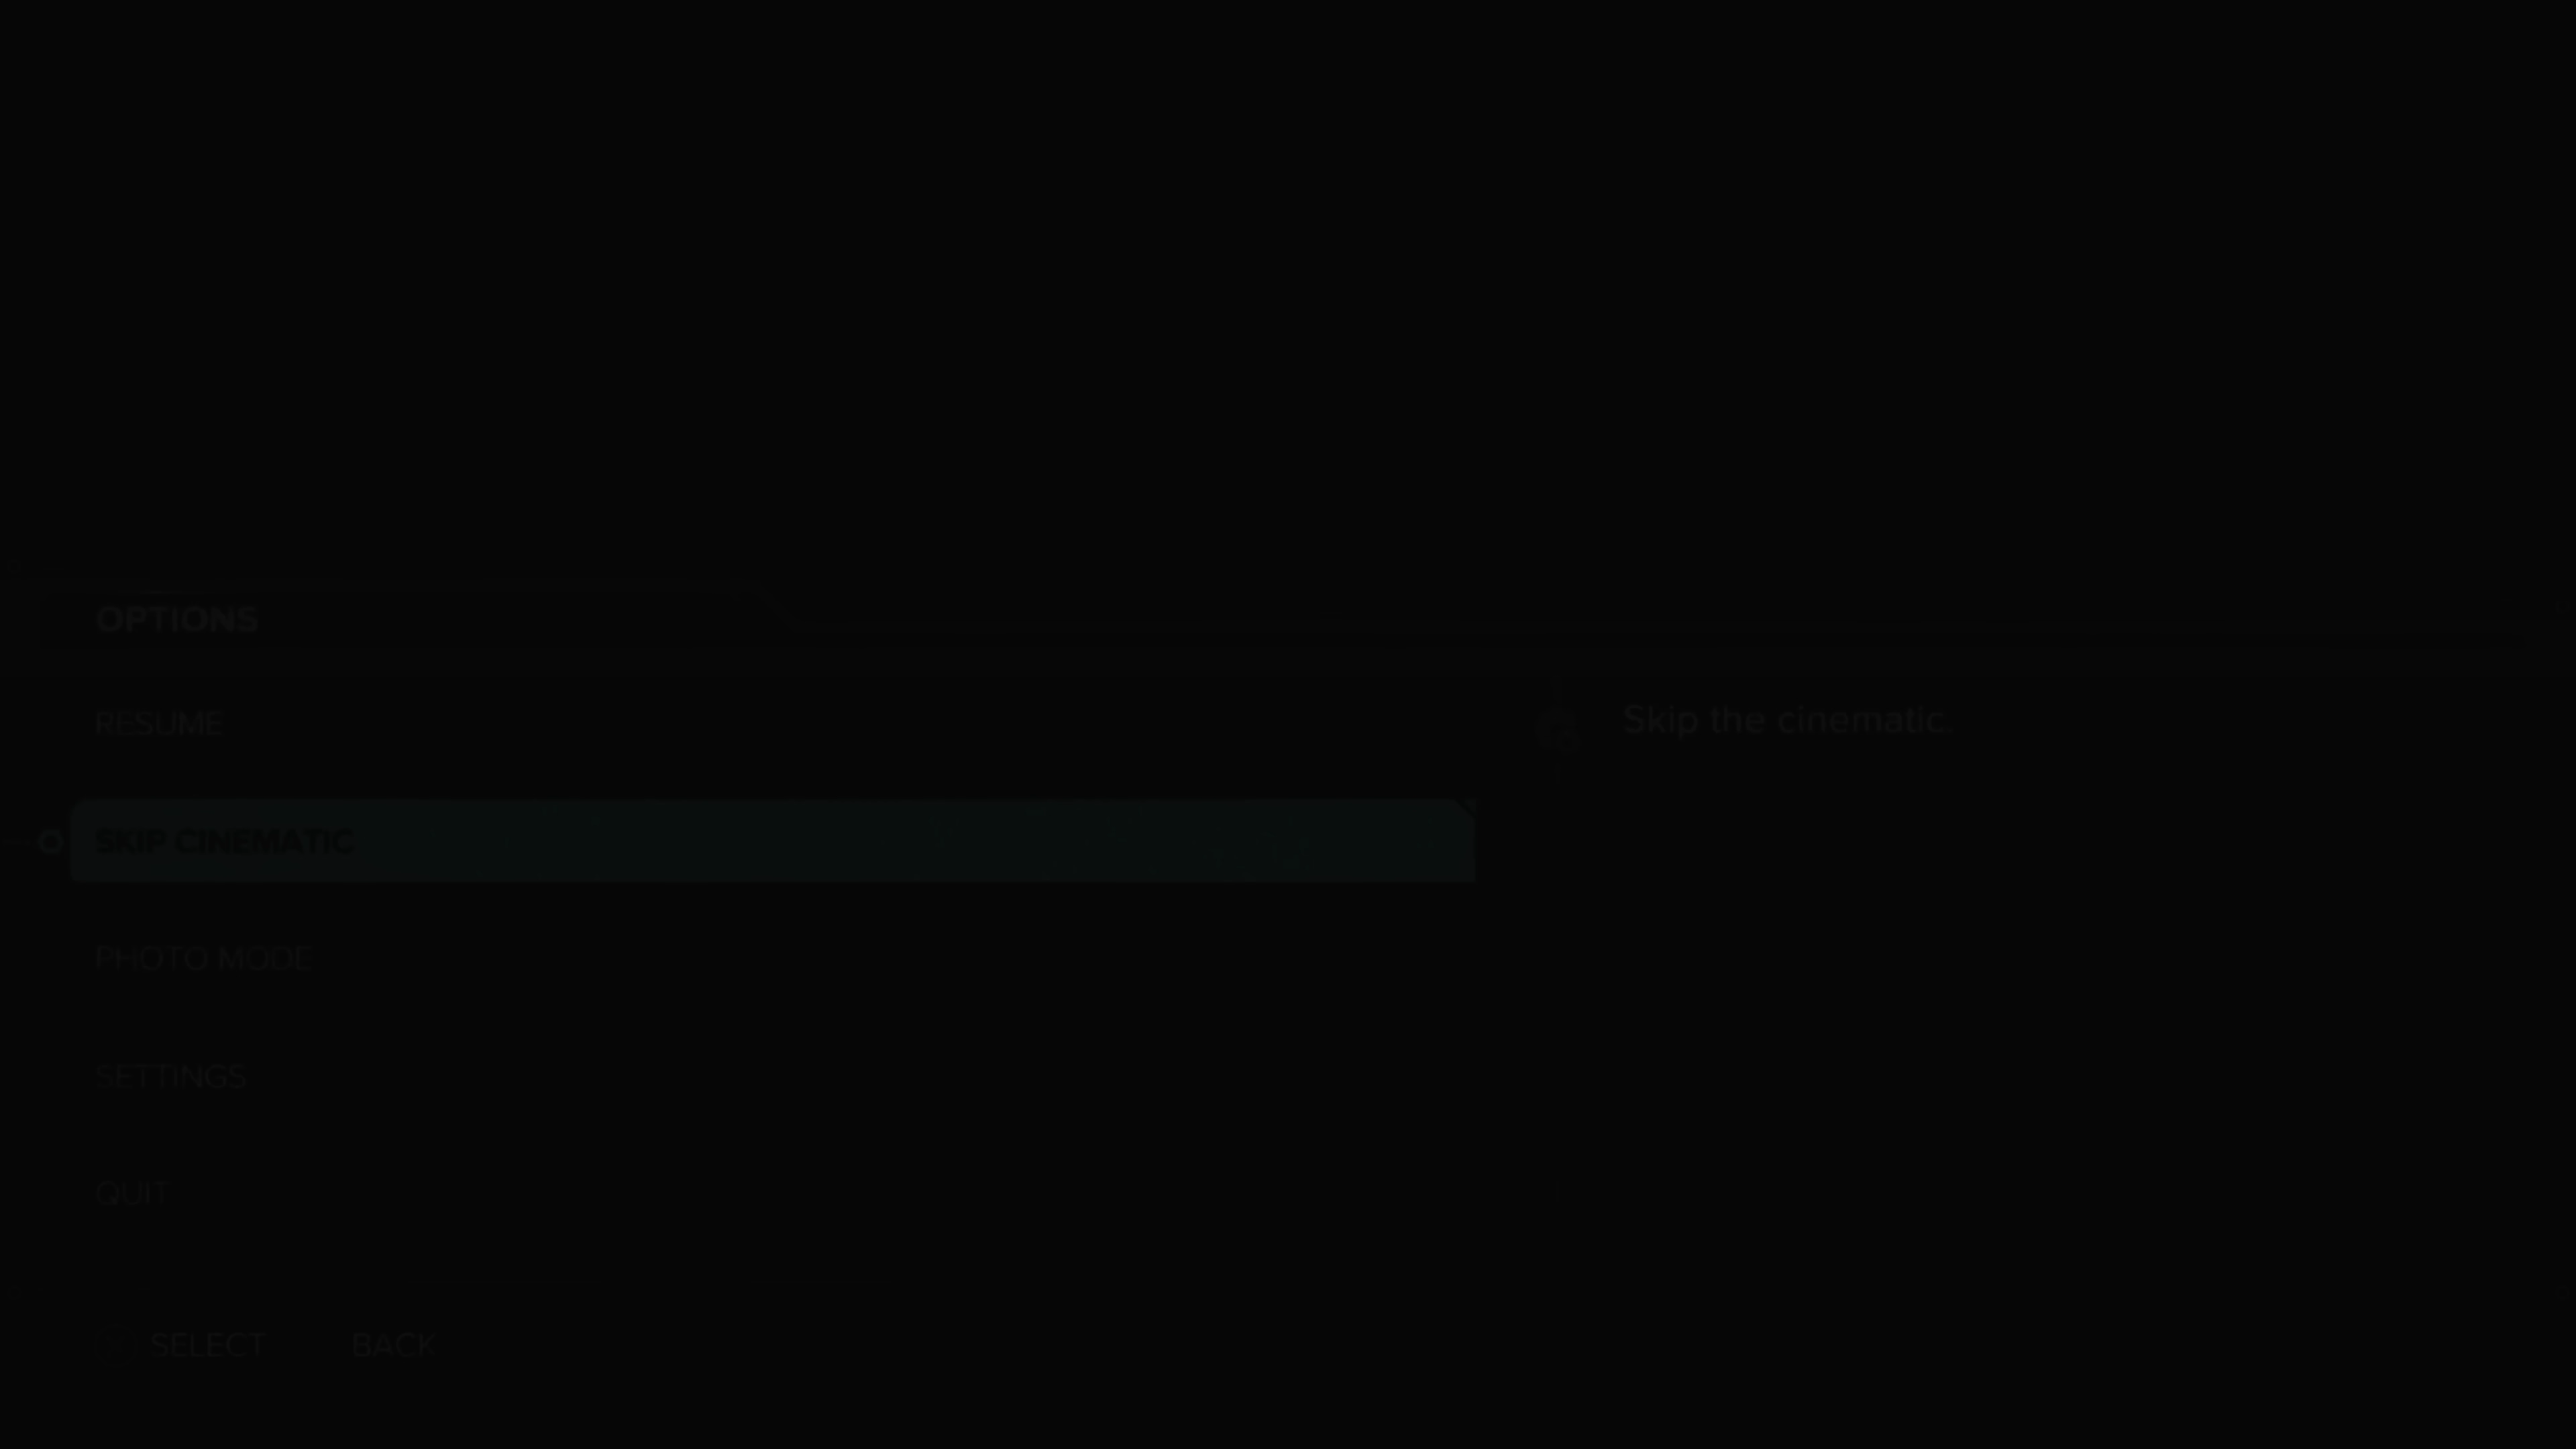 OPTIONS
RESUME
Skip the cinematic.
SKIP CINEMATIC
PHOTO MODE
SETTINGS
QUIT
SELECT BACK